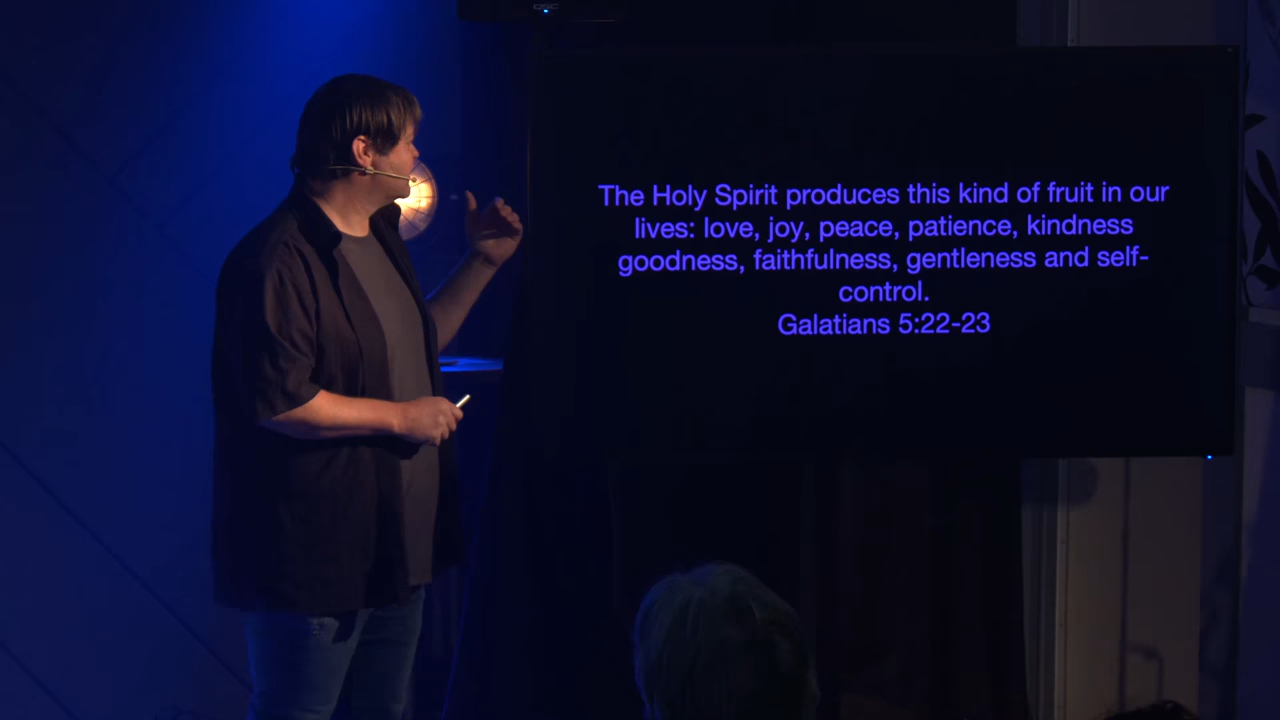 QSC
The Holy Spirit produces this kind of fruit in our
lives: love, joy, peace, patience, kindness
goodness, faithfulness, gentleness and self-
control.
Galatians 5:22-23